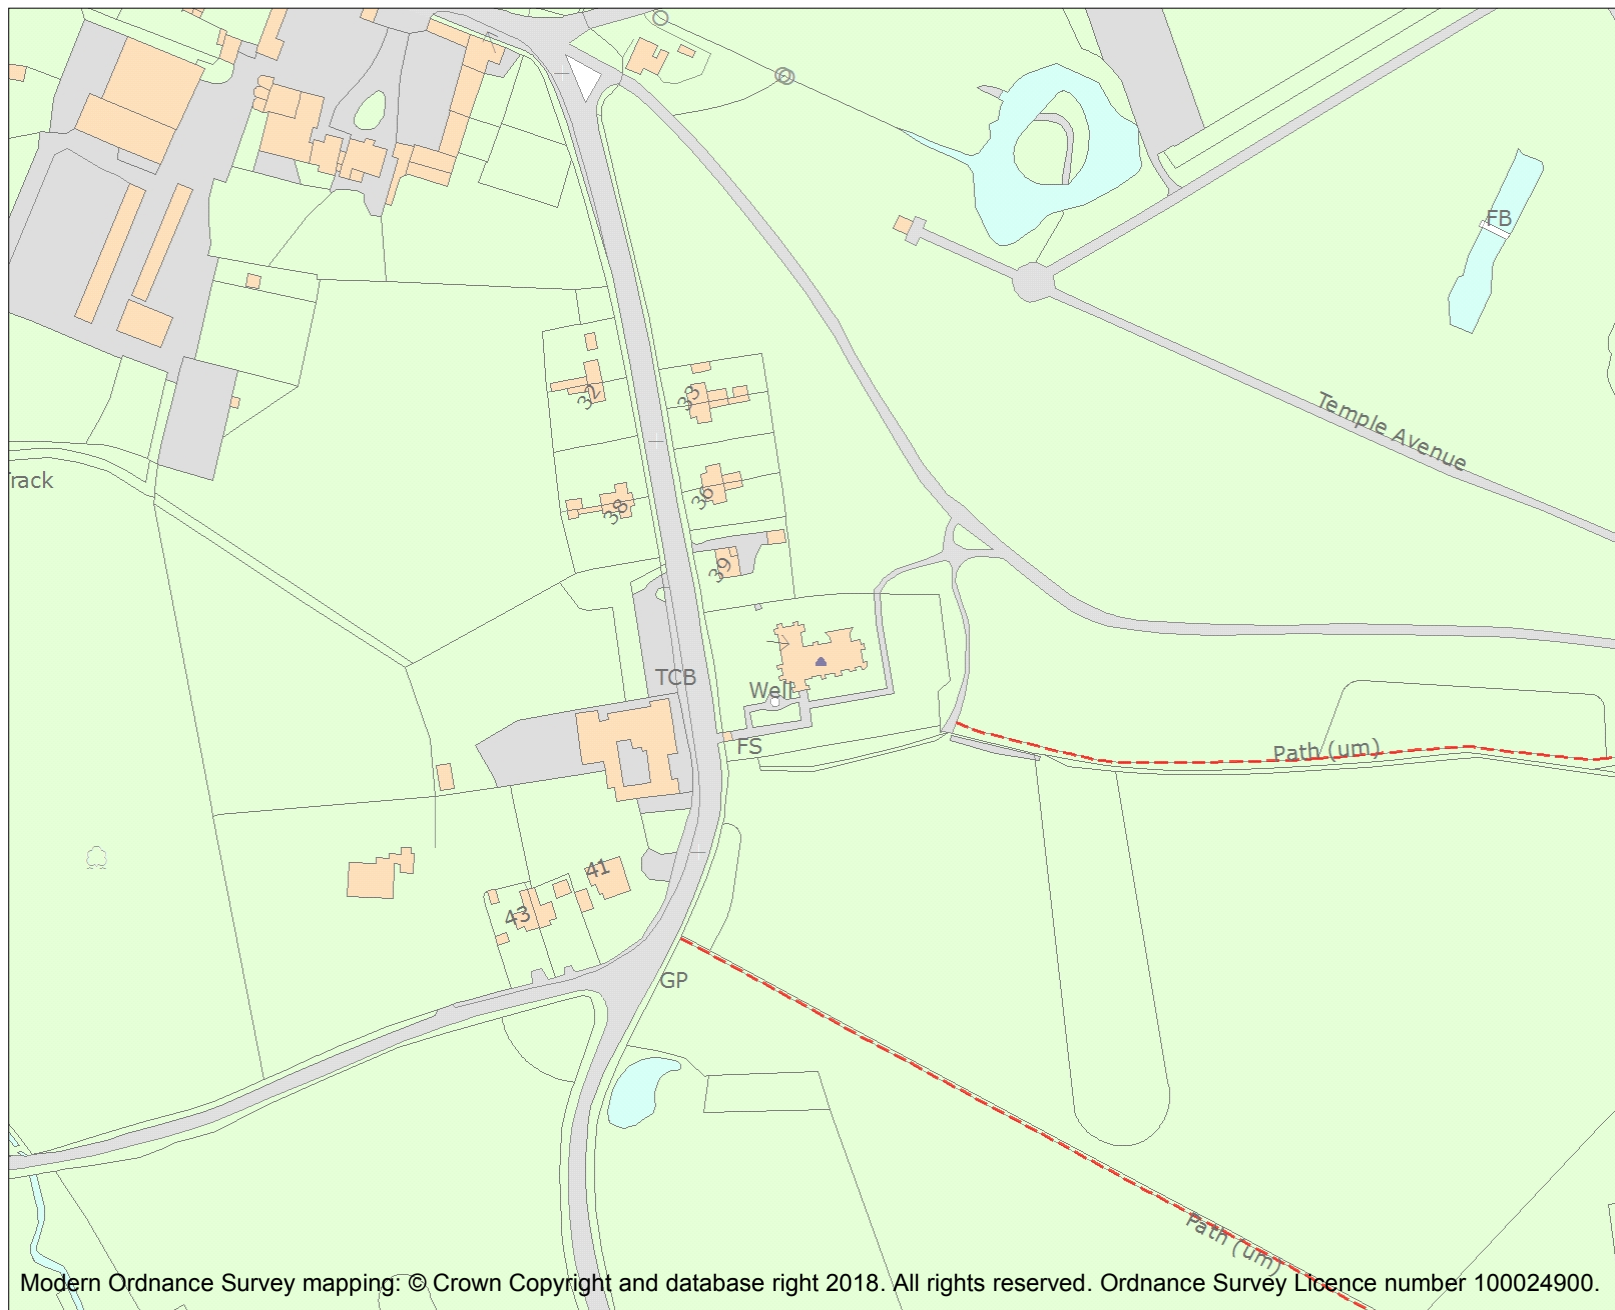 FB
32
33
Temple Avenue
rack
38
36
39
TCB
Well
FS
Path (um)
41
43
GP
Path (um)
Modern Ordnance Survey mapping: © Crown Copyright and database right 2018. All rights reserved. Ordnance Survey Licence number 100024900.